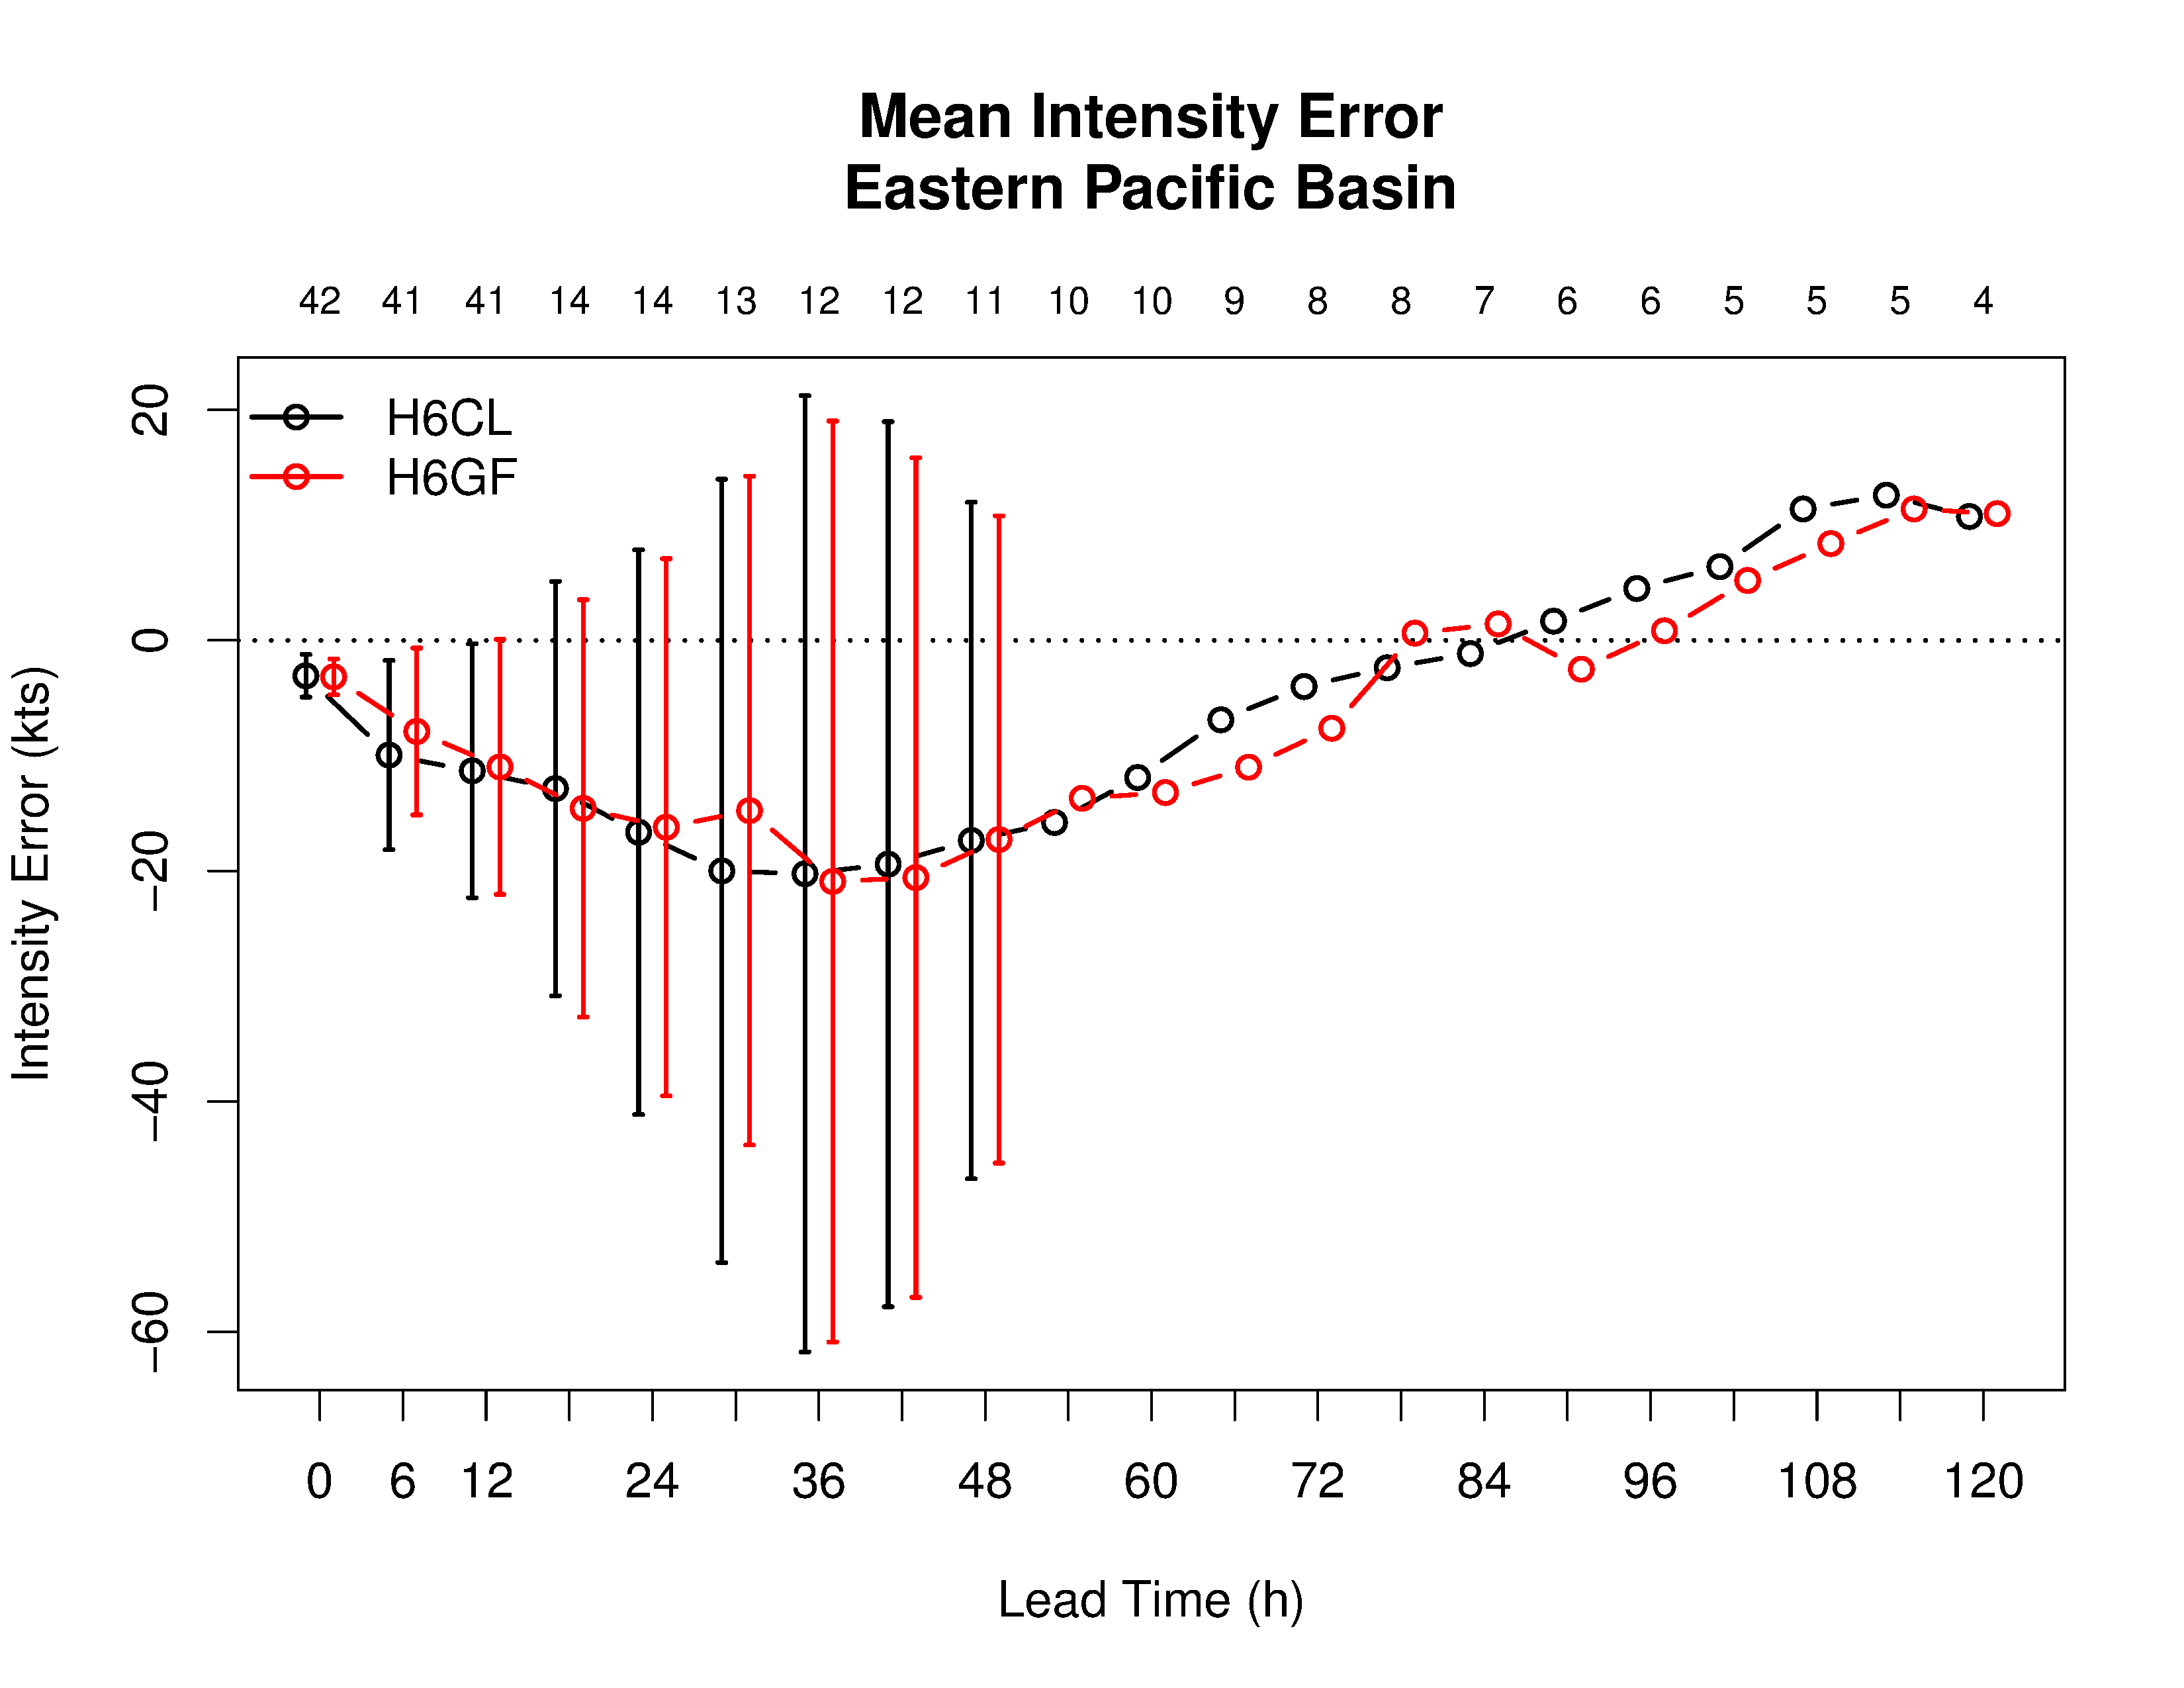 Mean Intensity Error
Eastern Pacific Basin
42 41 41 14 14 13 12 12 11 10 10 9 8 8 7 6 6 5 5 5 4
H6CL
H6GF
20
0
−20
−40
−60
Intensity Error (kts)
0 6 12 24 36 48 60 72 84 96 108 120
Lead Time (h)